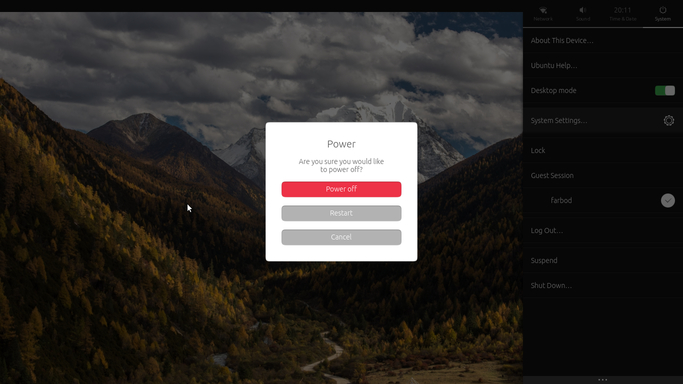 20:11
Network
Sound
Time & Date
System
About This Device...
Ubuntu Help...
Desktop mode
System Settings...
Lock
Guest Session
farbod
Log Out...
Suspend
Shut Down...
Power
Are you sure you would like
to power off?
Power off
Restart
Cancel